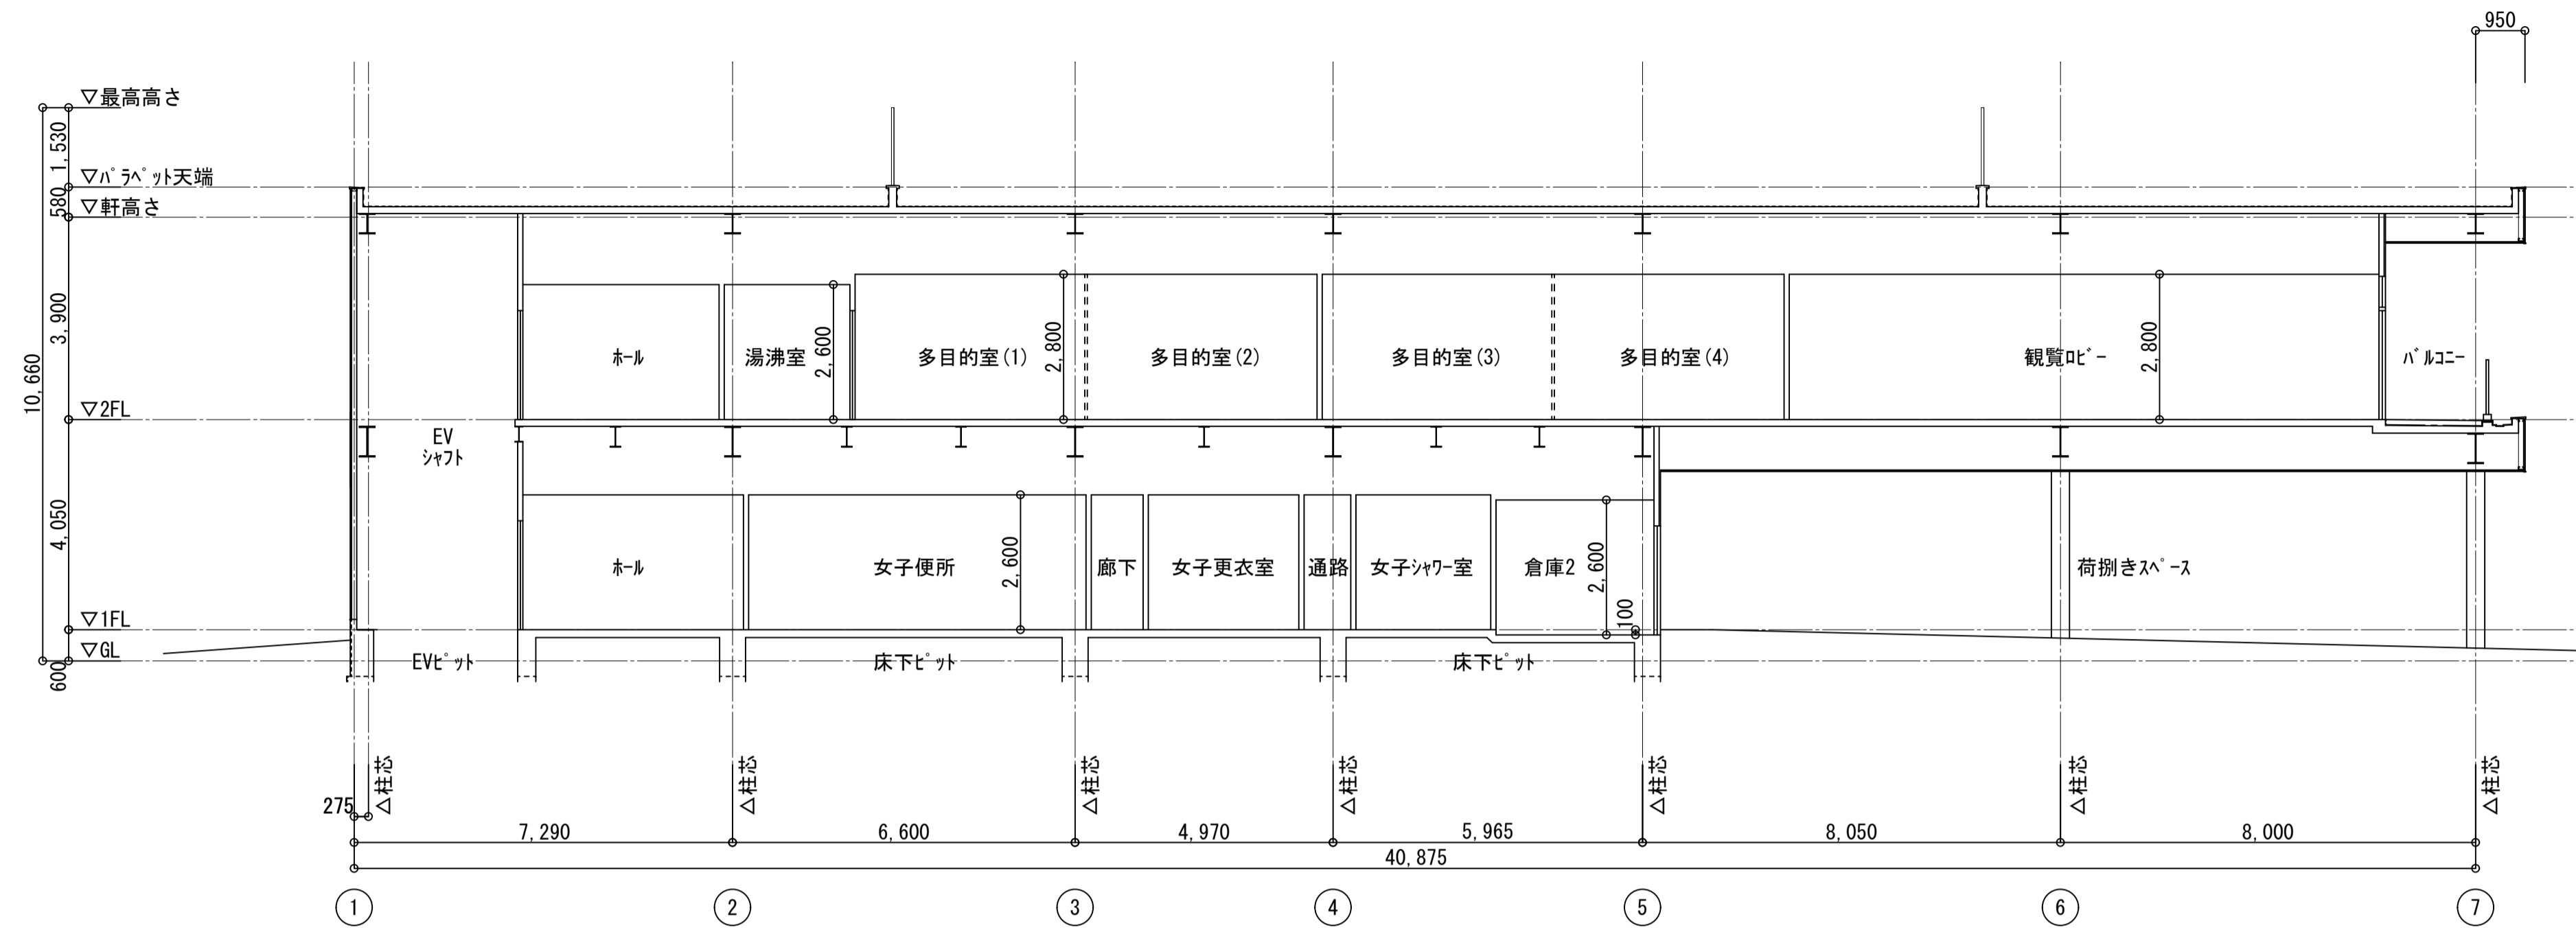 950
▽最高高さ
1,530
▽パラペット天端
580
▽軒高さ
3,900
10,660
ホール
湯沸室
2,600
多目的室(1)
2,800
多目的室(2)
多目的室(3)
多目的室(4)
観覧ロビー
2,800
バルコニー
▽2FL
EV
シャフト
4,050
ホール
女子便所
2,600
廊下
女子更衣室
通路
女子シャワー室
倉庫2
2,600
100
荷捌きスペース
▽1FL
▽GL
600
EVピット
床下ピット
床下ピット
△柱芯
△柱芯
△柱芯
△柱芯
△柱芯
△柱芯
△柱芯
275
7,290
6,600
4,970
5,965
8,050
8,000
40,875
1
2
3
4
5
6
7